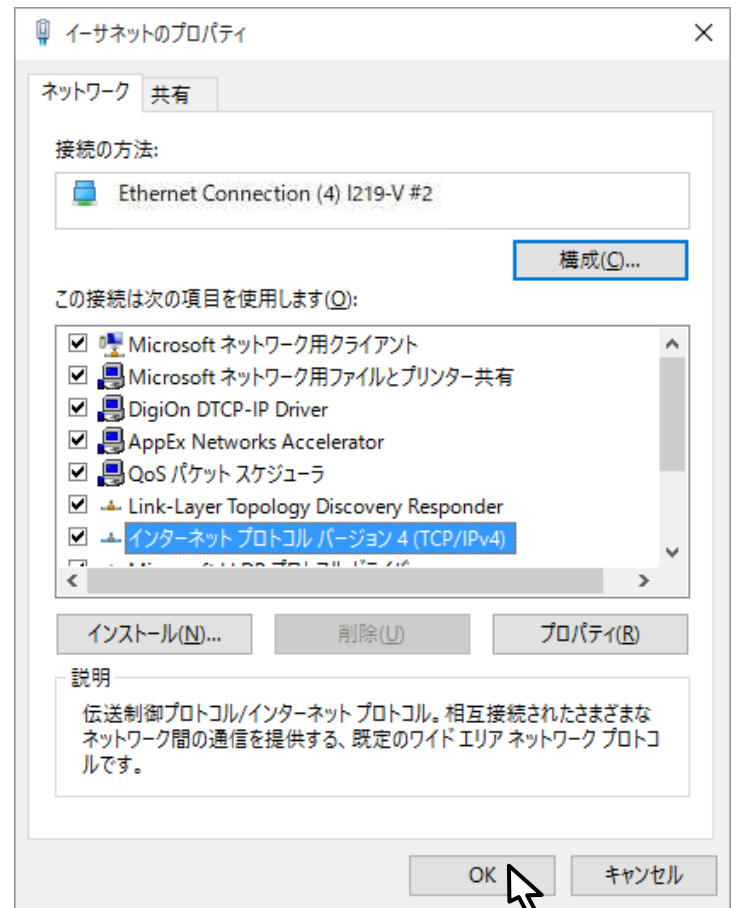 イーサネットのプロパティ
ネットワーク 共有
接続の方法:
Ethernet Connection (4) I219-V #2
構成(C)...
この接続は次の項目を使用します(O):
Microsoft ネットワーク用クライアント
Microsoft ネットワーク用ファイルとプリンター共有
DigiOn DTCP-IP Driver
AppEx Networks Accelerator
QoS パケット スケジューラ
Link-Layer Topology Discovery Responder
インターネット プロトコル バージョン 4 (TCP/IPv4)
インストール(N)... 削除(U) プロパティ(R)
説明
伝送制御プロトコル/インターネット プロトコル。相互接続されたさまざまな
ネットワーク間の通信を提供する、既定のワイド エリア ネットワーク プロトコ
ルです。
OK キャンセル